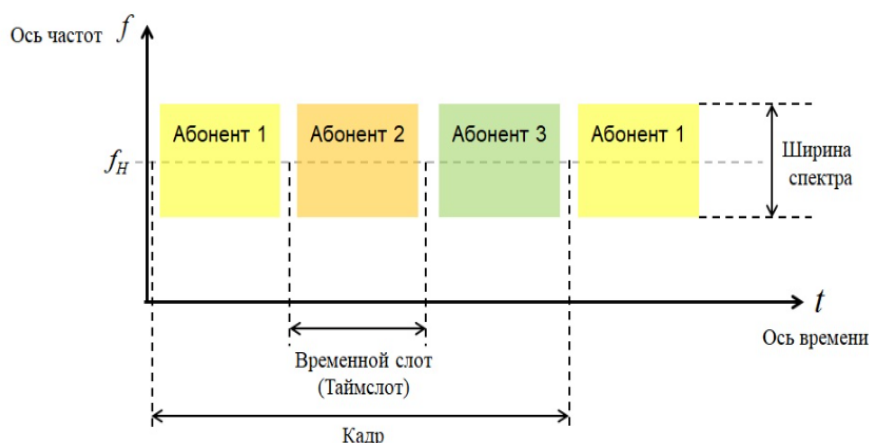 Ось частот f
Абонент 1 Абонент 2 Абонент 3 Абонент 1
f_H
Ширина
спектра
t
Ось времени
Временной слот
(Таймслот)
Кадр